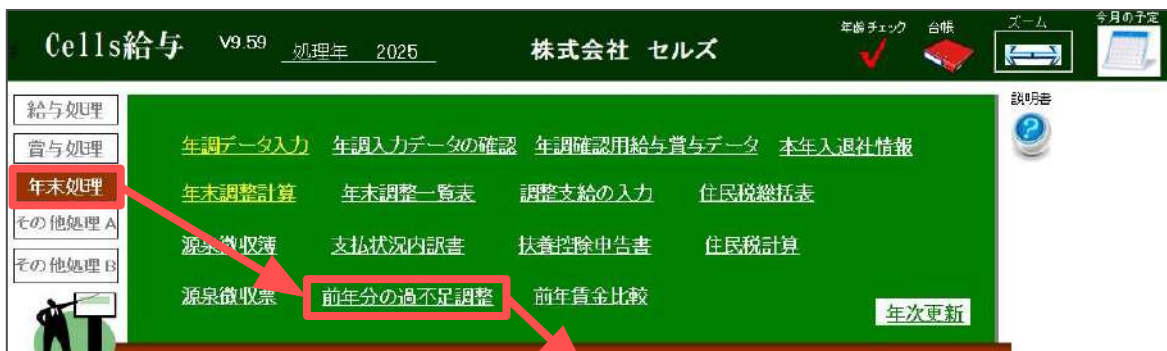 Cells給与 V9.59 処理年 2025 株式会社 セルズ 年齢チェック 台帳 ズーム 今月の予定
給与処理
賞与処理
年末処理
その他処理 A
その他処理 B
年調データ入力 年調入力データの確認 年調確認用給与賞与データ 本年入退社情報
年末調整計算 年末調整一覧表 調整支給の入力 住民税総括表
源泉徴収簿 支払状況内訳書 扶養控除申告書 住民税計算
源泉徴収票 前年分の過不足調整 前年賃金比較
年次更新
説明書